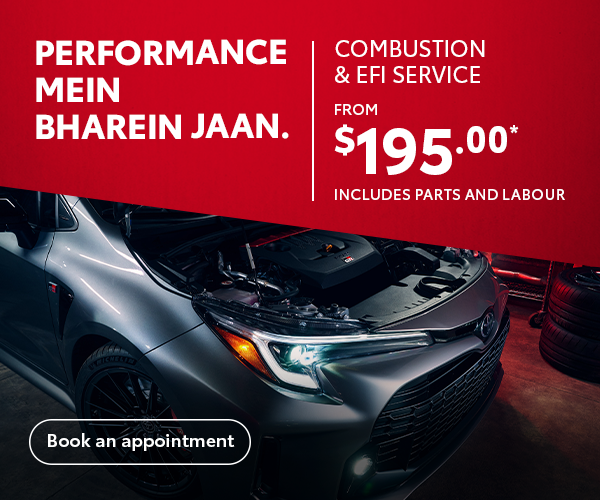 PERFORMANCE
MEIN
BHAREIN JAAN.
COMBUSTION
& EFI SERVICE
FROM
$195.00*
INCLUDES PARTS AND LABOUR
Book an appointment